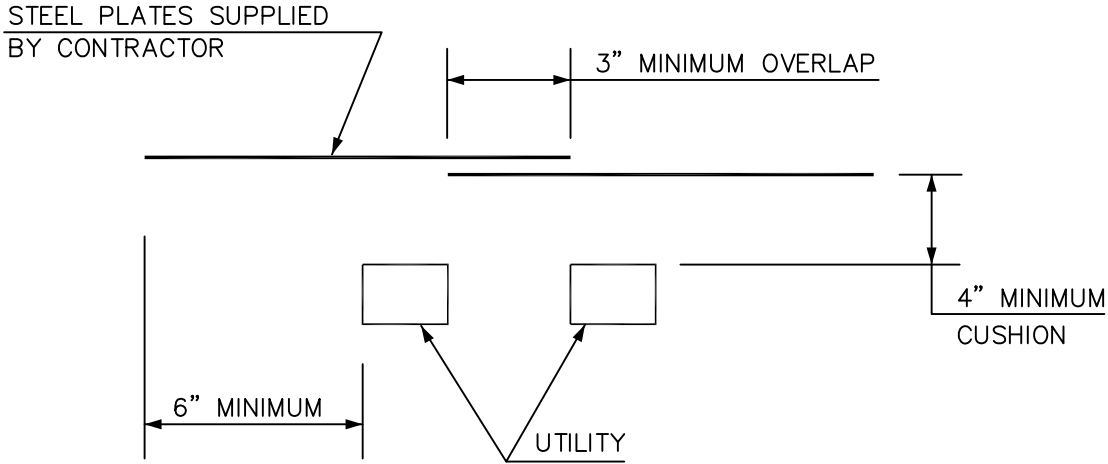 STEEL PLATES SUPPLIED
BY CONTRACTOR
3” MINIMUM OVERLAP
4” MINIMUM
CUSHION
6” MINIMUM
UTILITY